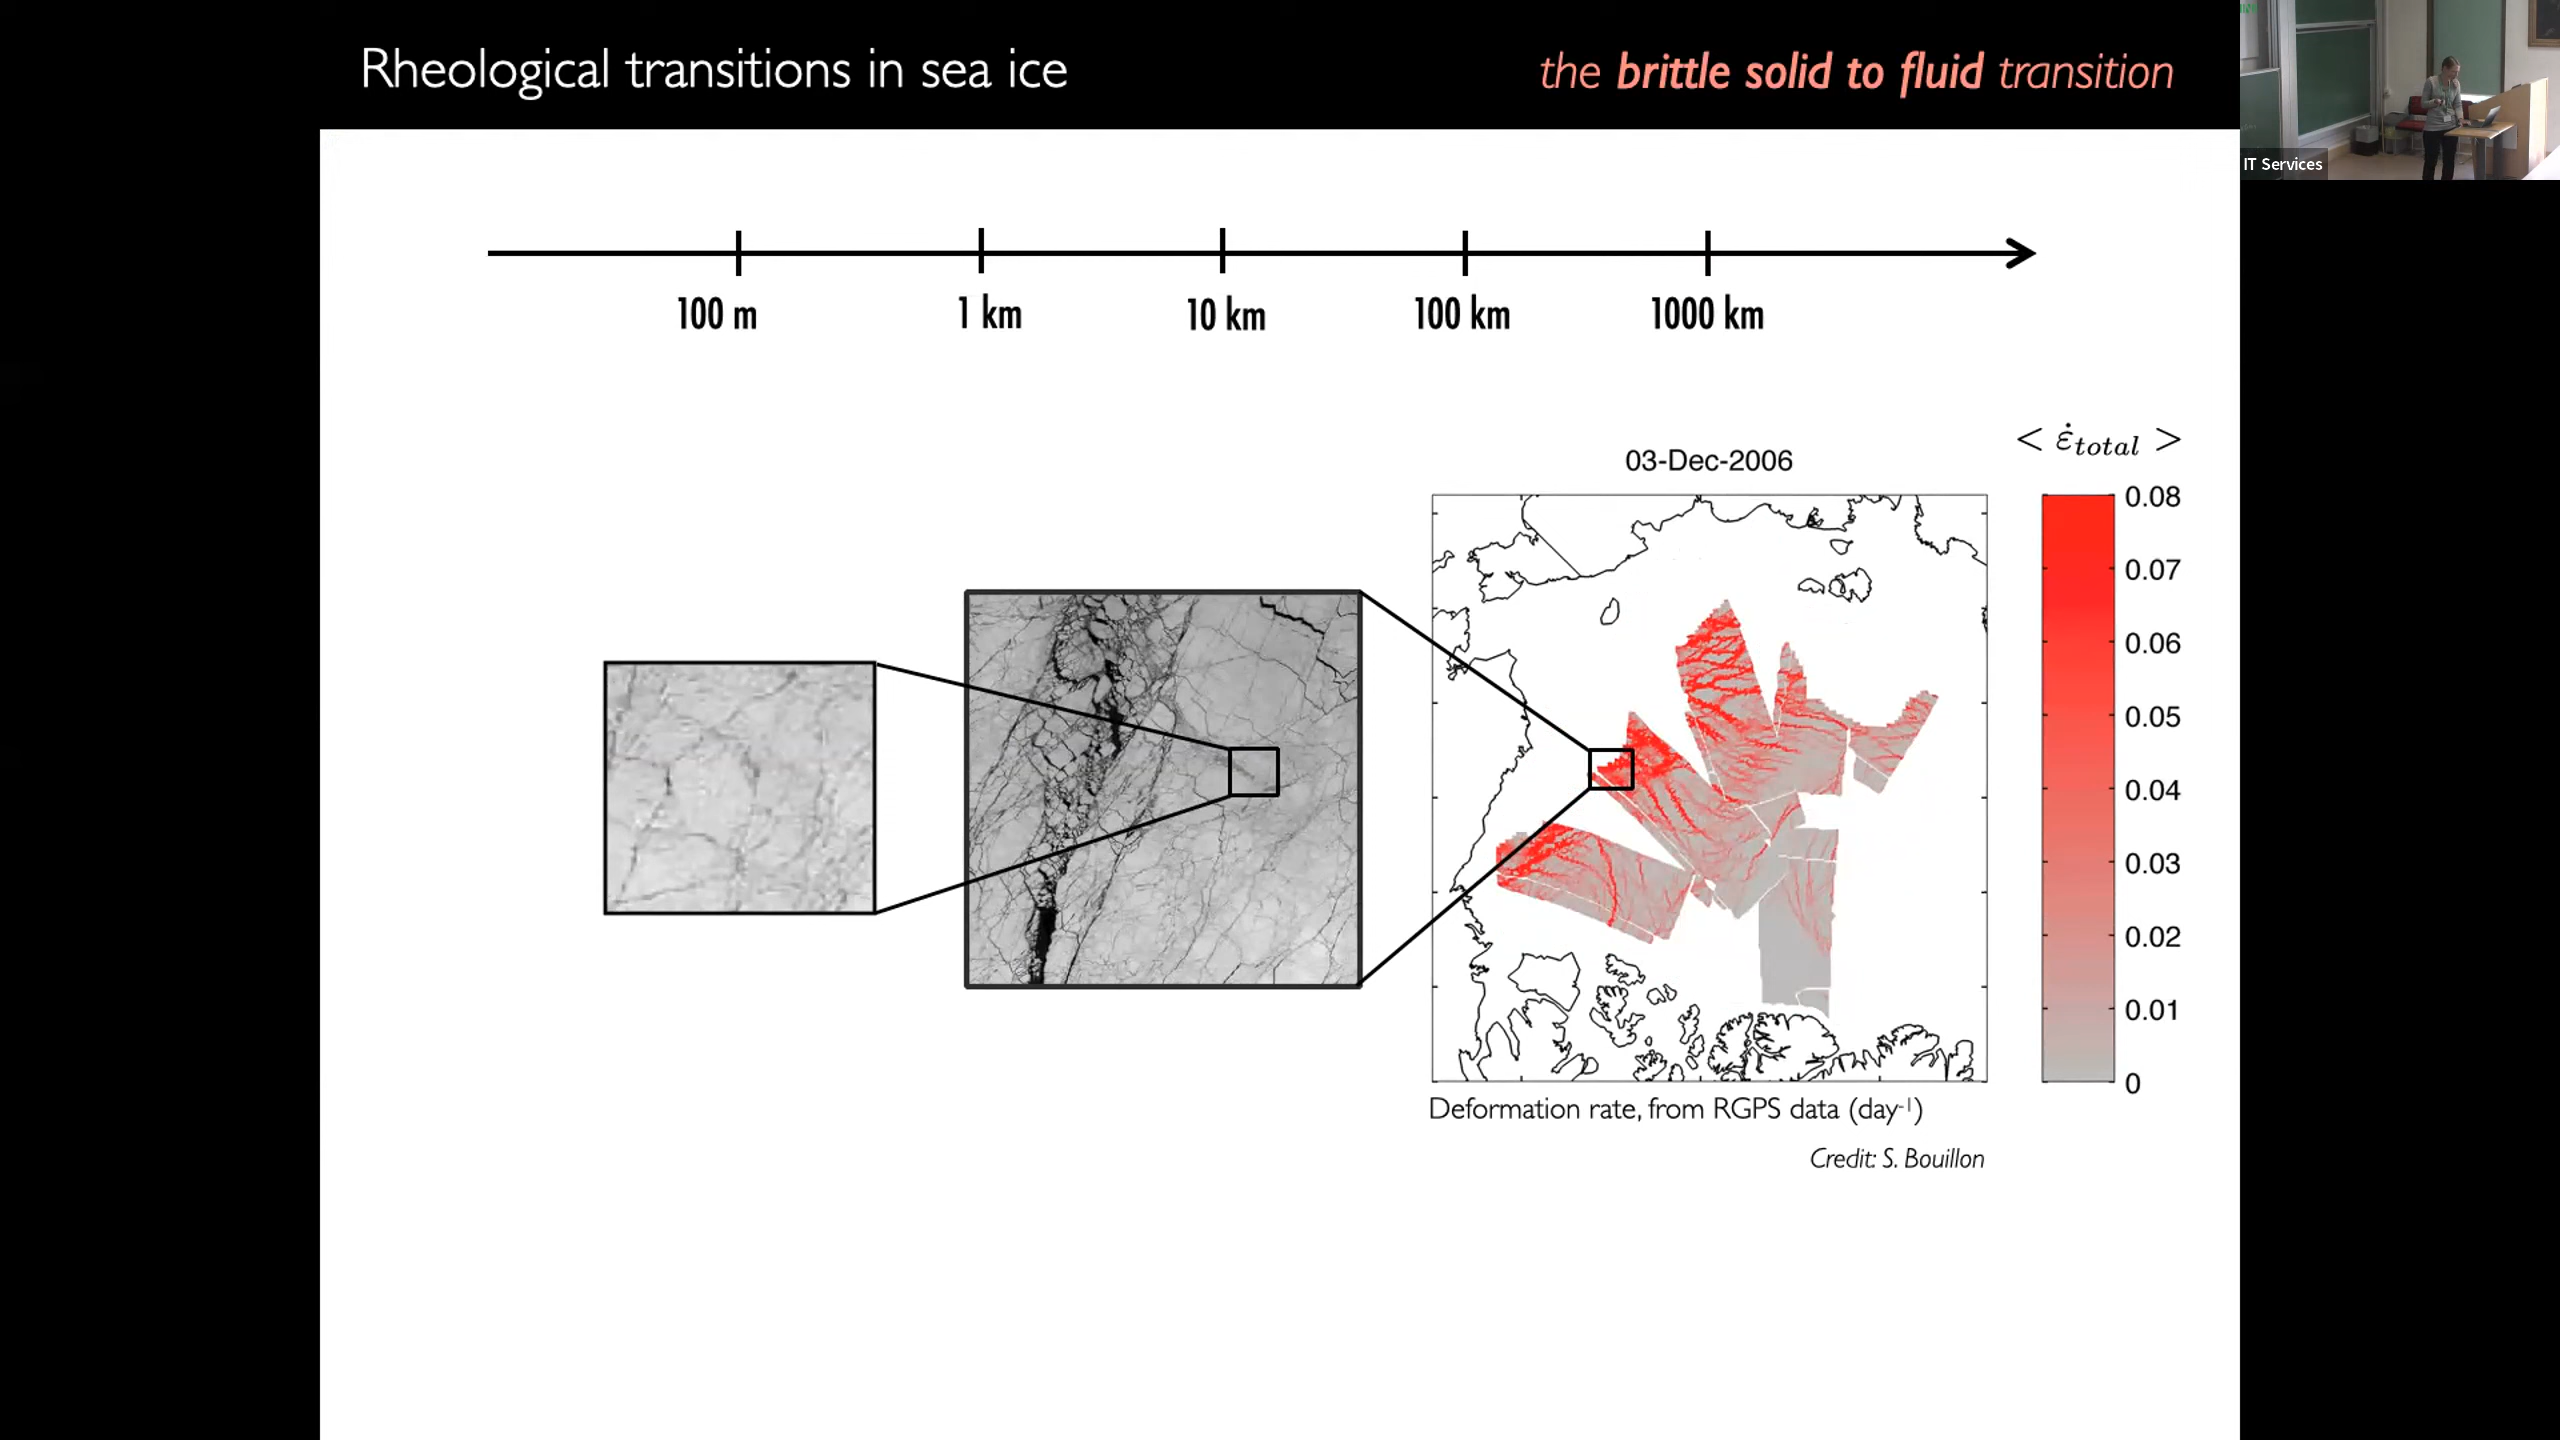 Rheological transitions in sea ice
the brittle solid to fluid transition
IT Services
100 m
1 km
10 km
100 km
1000 km
< ε̇total >
03-Dec-2006
0.08
0.07
0.06
0.05
0.04
0.03
0.02
0.01
0
Deformation rate, from RGPS data (day⁻¹)
Credit: S. Bouillon